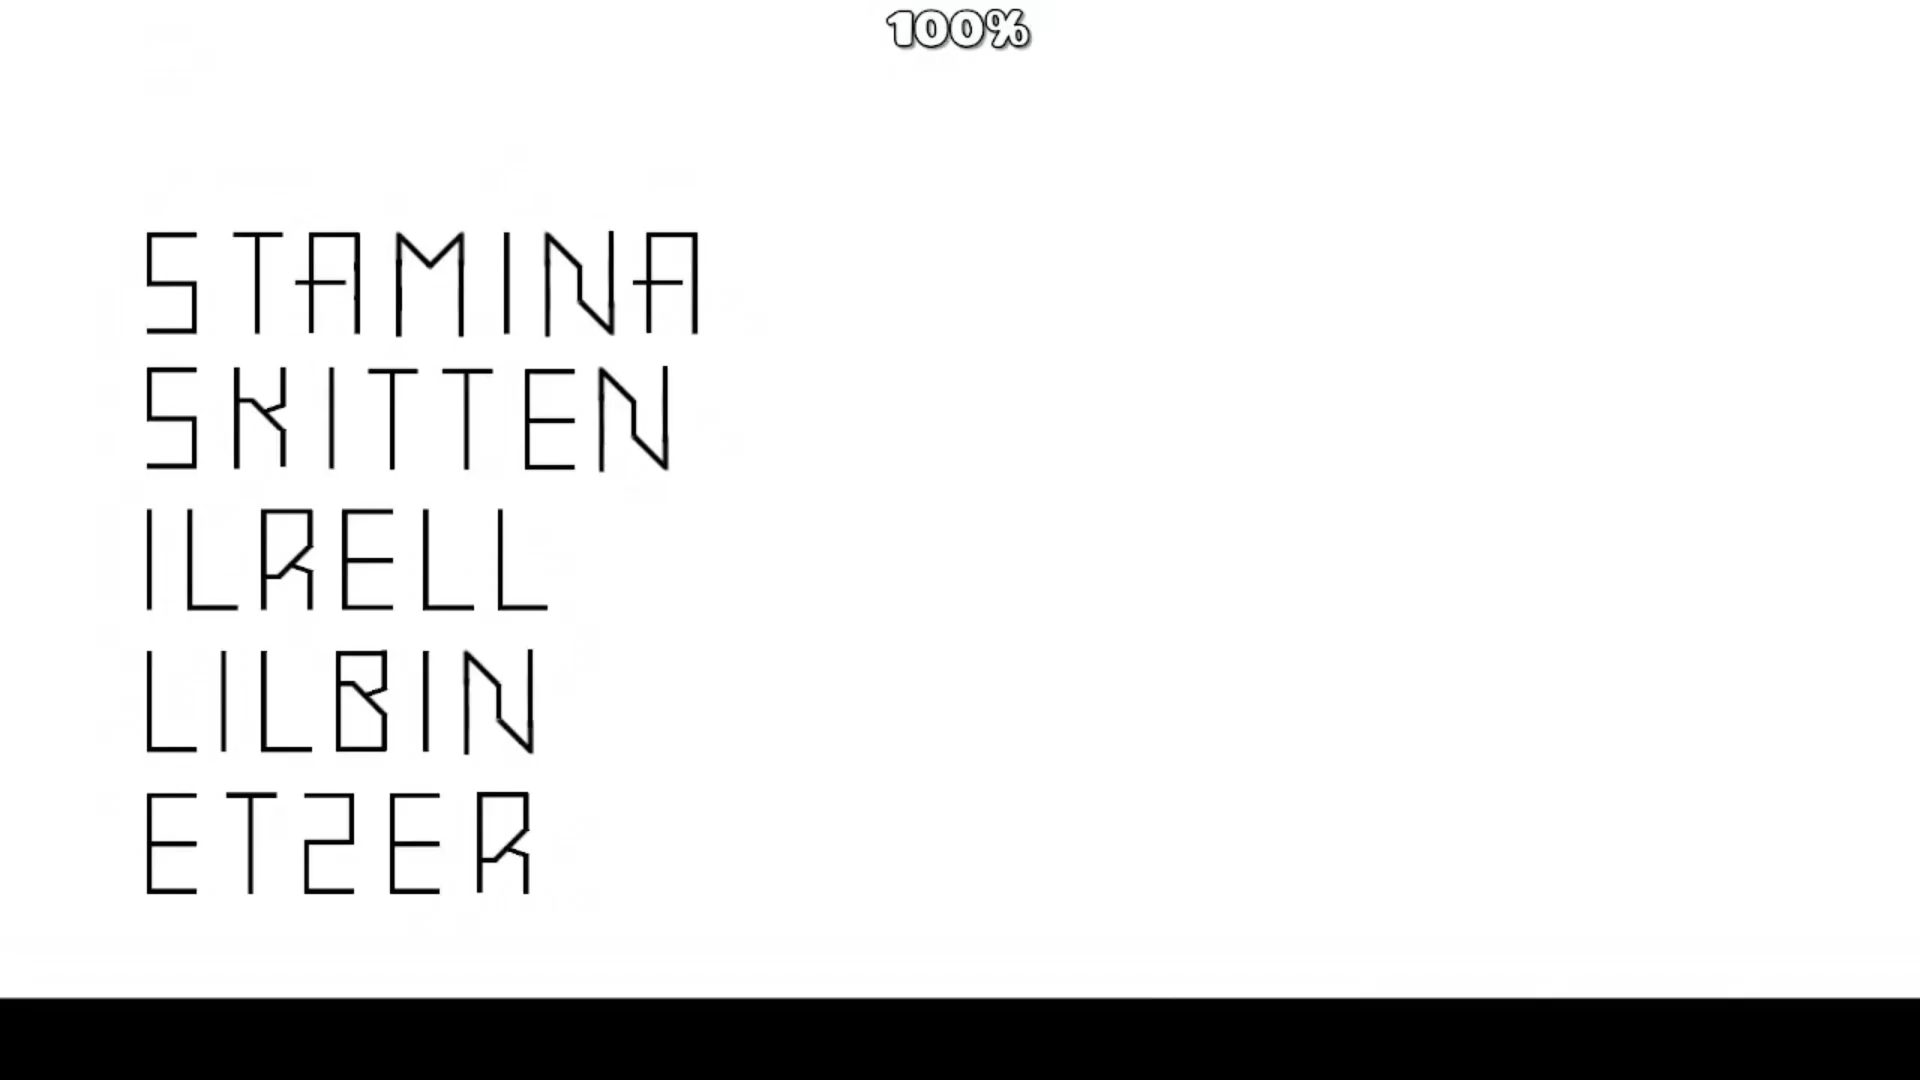 100%
STAMINA
SKITTEN
ILRELL
LILBIN
ETZER